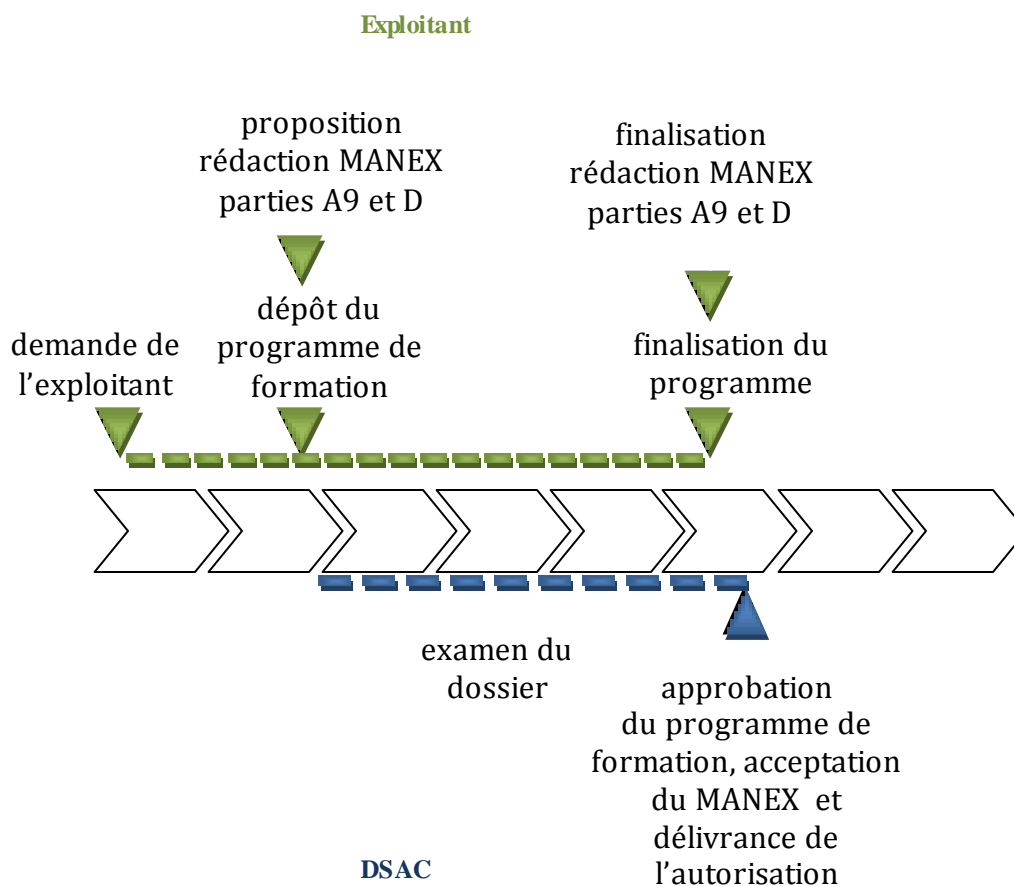 Exploitant
proposition
rédaction MANEX
parties A9 et D
finalisation
rédaction MANEX
parties A9 et D
demande de
l’exploitant
dépôt du
programme de
formation
finalisation du
programme
examen du
dossier
approbation
du programme de
formation, acceptation
du MANEX et
délivrance de
l’autorisation
DSAC